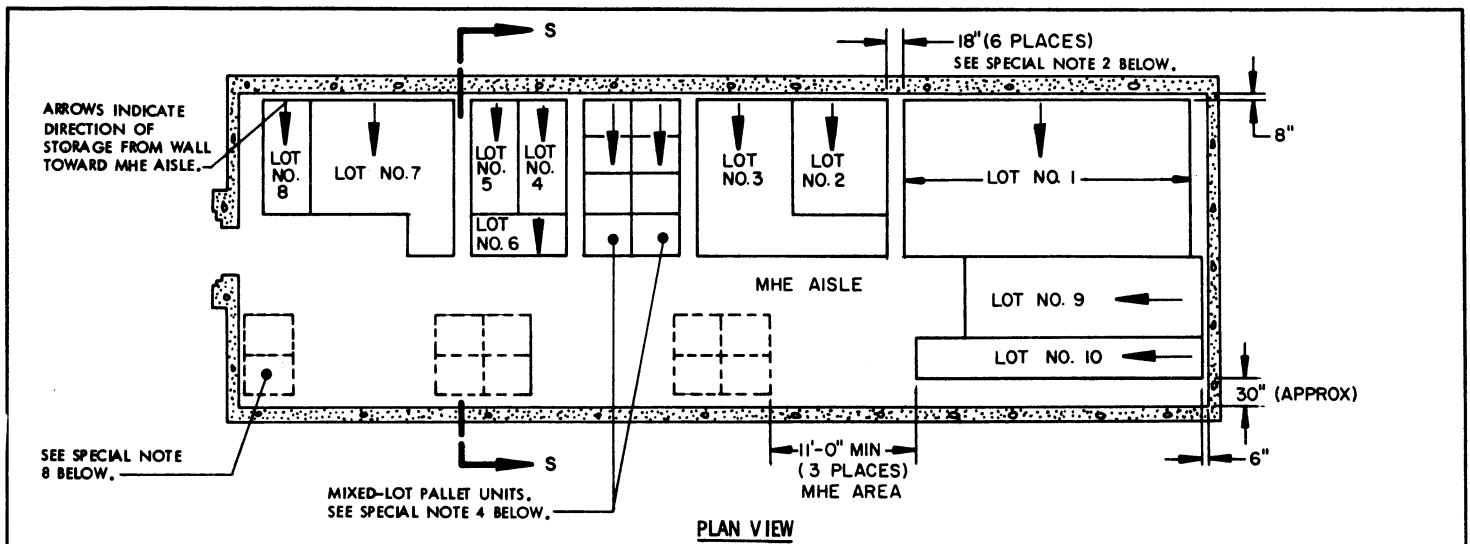 S
18" (6 PLACES)
SEE SPECIAL NOTE 2 BELOW.
ARROWS INDICATE
DIRECTION OF
STORAGE FROM WALL
TOWARD MHE AISLE.
8"
LOT
NO.
8
LOT NO. 7
LOT
NO.
5
LOT
NO.
4
LOT
NO. 6
LOT
NO. 3
LOT
NO. 2
LOT NO. 1
MHE AISLE
LOT NO. 9
LOT NO. 10
30" (APPROX)
6"
SEE SPECIAL NOTE
8 BELOW.
S
11'-0" MIN
( 3 PLACES)
MHE AREA
MIXED-LOT PALLET UNITS.
SEE SPECIAL NOTE 4 BELOW.
PLAN VIEW